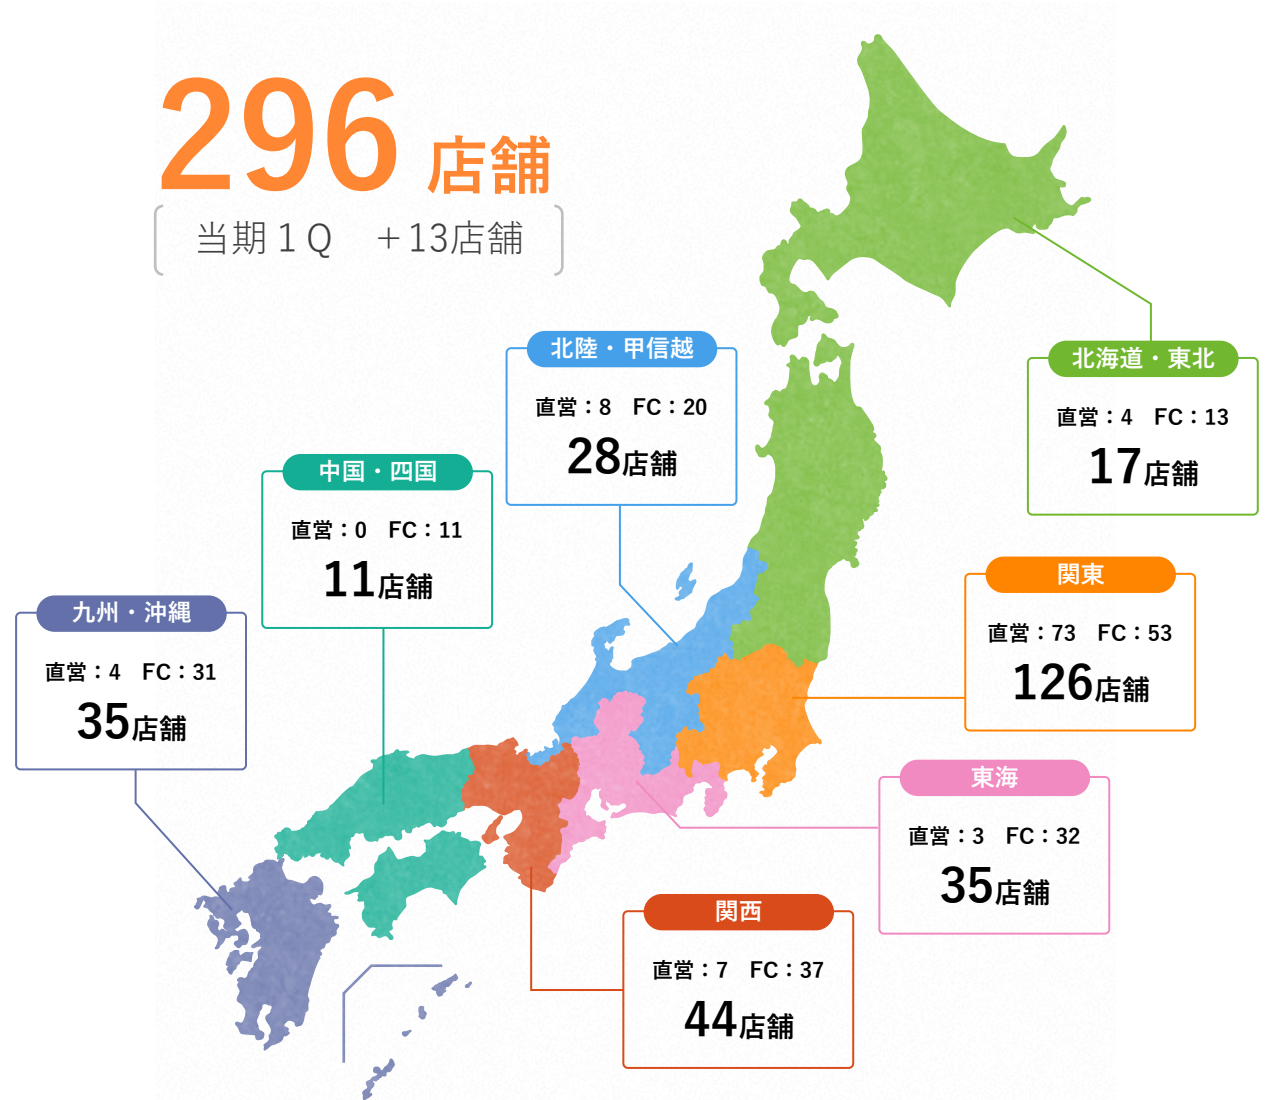 296 店舗
当期１Ｑ　＋13店舗
北陸・甲信越
直営：8　FC：20
28店舗
北海道・東北
直営：4　FC：13
17店舗
中国・四国
直営：0　FC：11
11店舗
関東
直営：73　FC：53
126店舗
九州・沖縄
直営：4　FC：31
35店舗
東海
直営：3　FC：32
35店舗
関西
直営：7　FC：37
44店舗